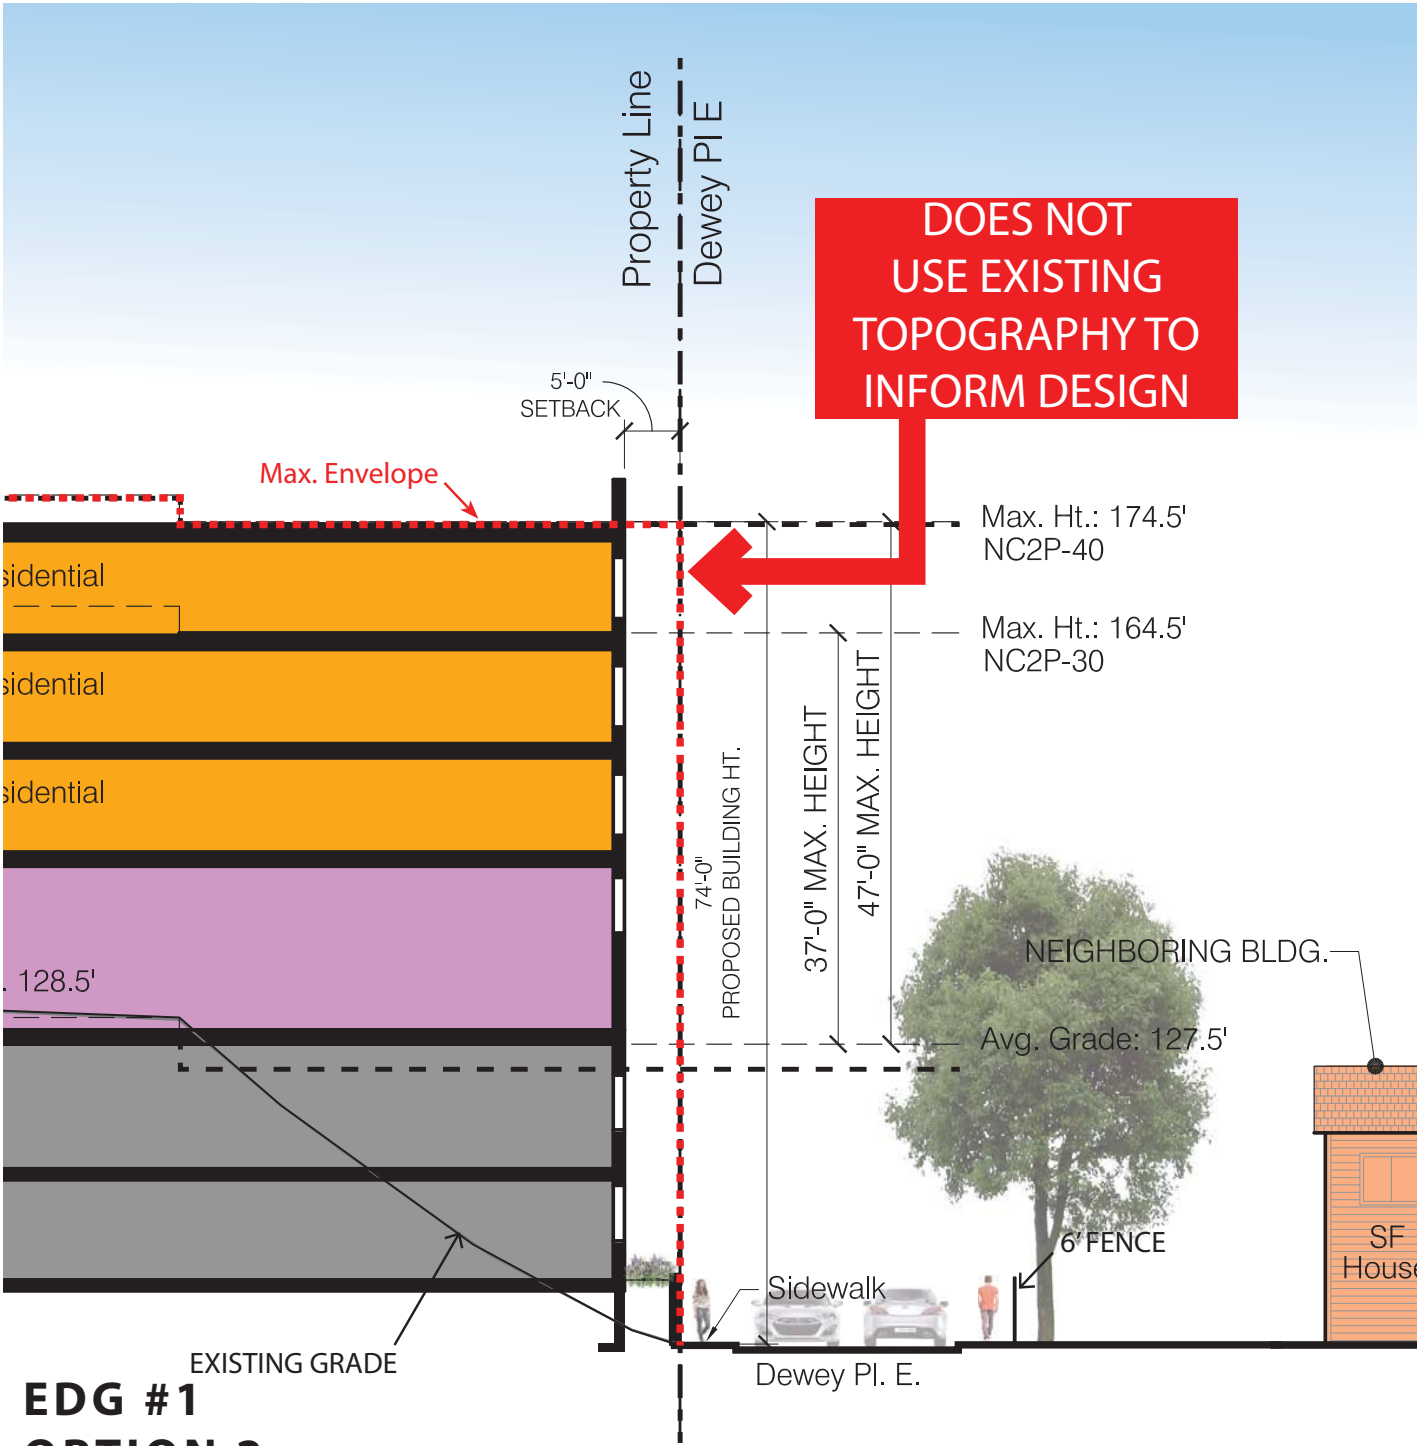 Property Line
Dewey Pl E
DOES NOT
USE EXISTING
TOPOGRAPHY TO
INFORM DESIGN
5'-0"
SETBACK
Max. Envelope
Max. Ht.: 174.5'
NC2P-40
sidential
Max. Ht.: 164.5'
NC2P-30
sidential
sidential
74'-0"
PROPOSED BUILDING HT.
37'-0" MAX. HEIGHT
47'-0" MAX. HEIGHT
NEIGHBORING BLDG.
. 128.5'
Avg. Grade: 127.5'
6' FENCE
SF
House
Sidewalk
EXISTING GRADE
Dewey Pl. E.
EDG #1